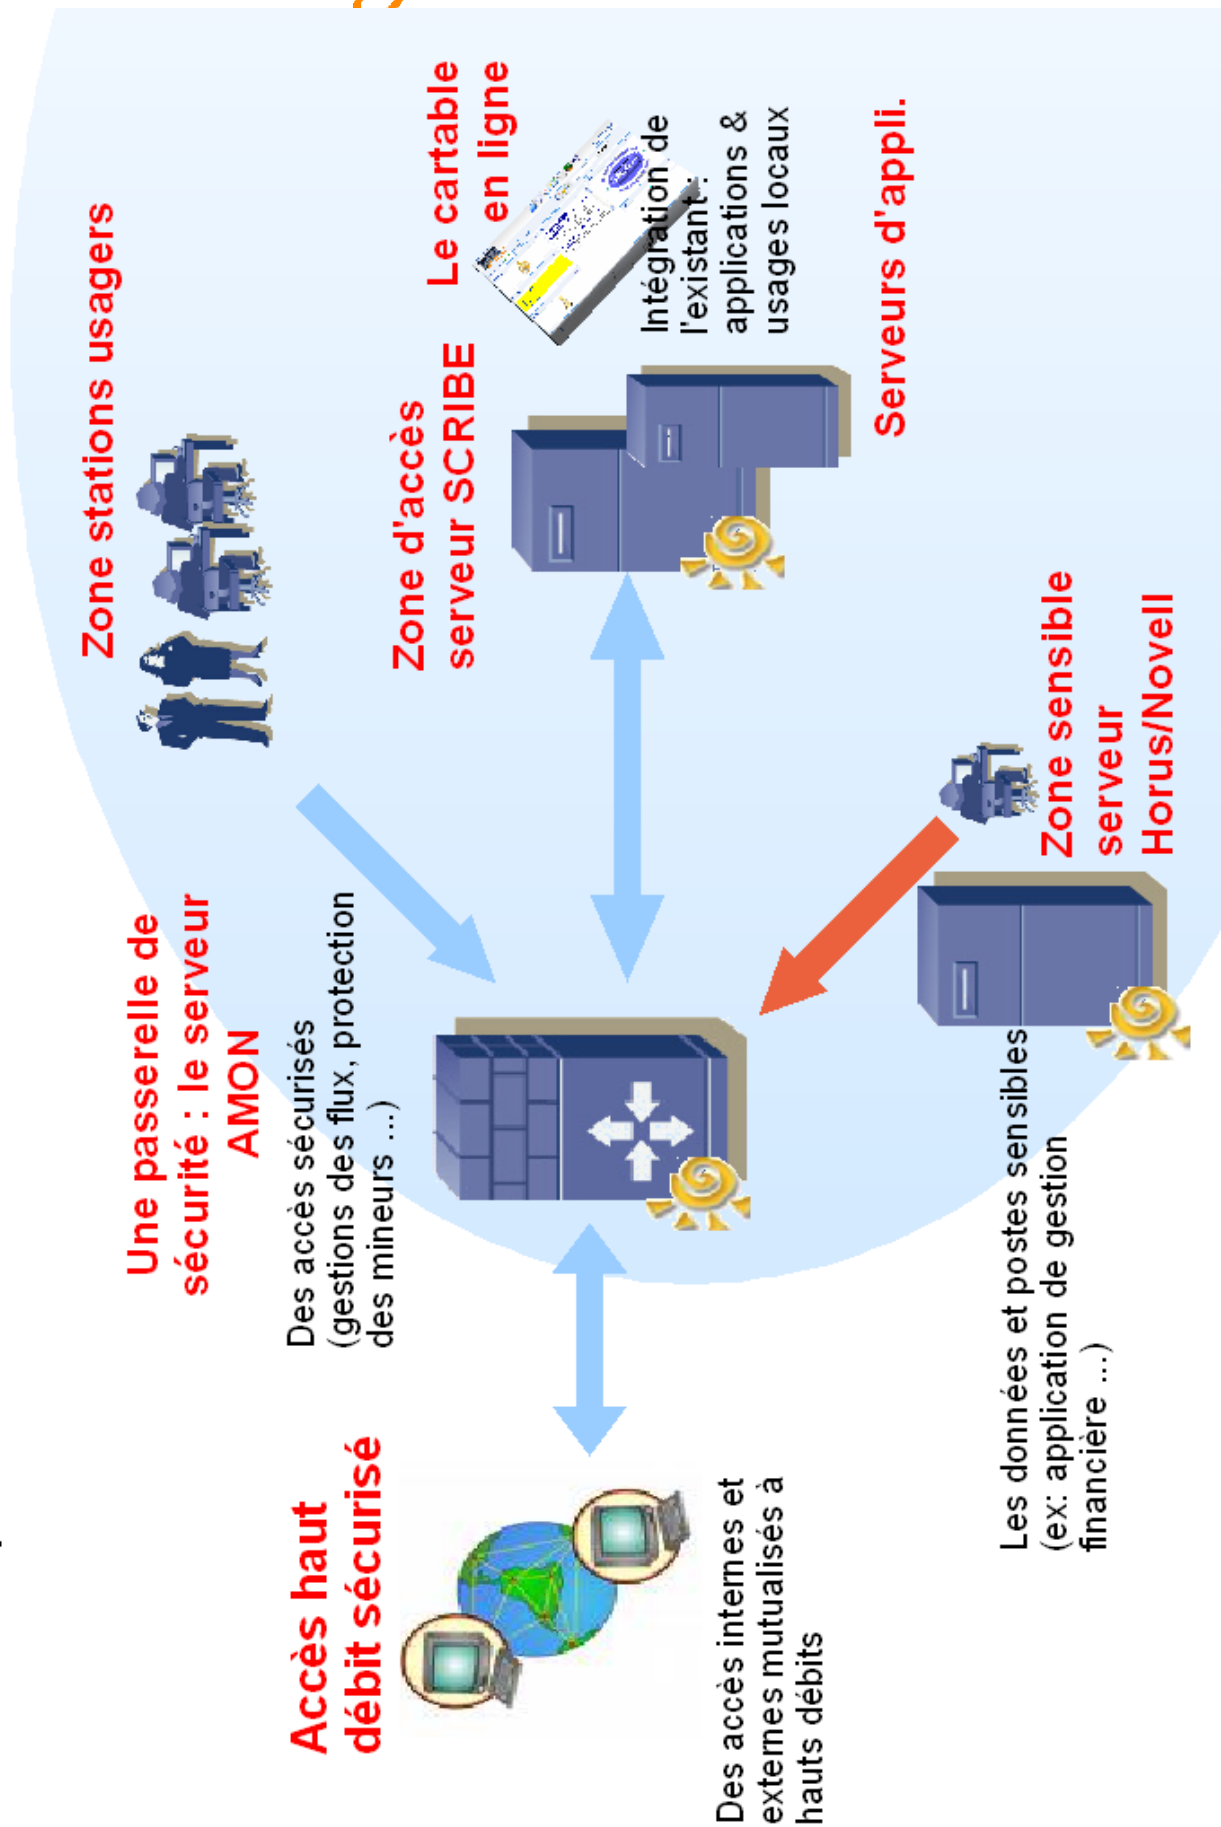 Accès haut
débit sécurisé
Des accès internes et
externes mutualisés à
hauts débits
Une passerelle de
sécurité : le serveur
AMON
Des accès sécurisés
(gestions des flux, protection
des mineurs ...)
Zone stations usagers
Zone d'accès
serveur SCRIBE
Le cartable
en ligne
Intégration de
l'existant :
applications &
usages locaux
Serveurs d'appli.
Zone sensible
serveur
Horus/Novell
Les données et postes sensibles
(ex: application de gestion
financière ...)